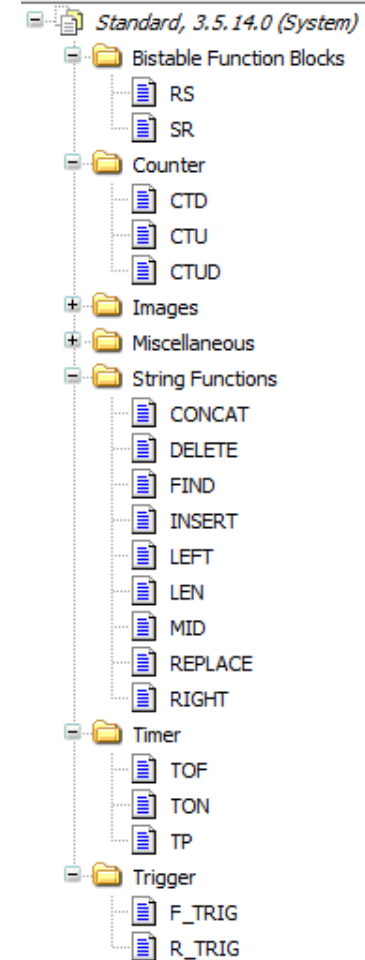 Standard, 3.5.14.0 (System)
Bistable Function Blocks
RS
SR
Counter
CTD
CTU
CTUD
Images
Miscellaneous
String Functions
CONCAT
DELETE
FIND
INSERT
LEFT
LEN
MID
REPLACE
RIGHT
Timer
TOF
TON
TP
Trigger
F_TRIG
R_TRIG